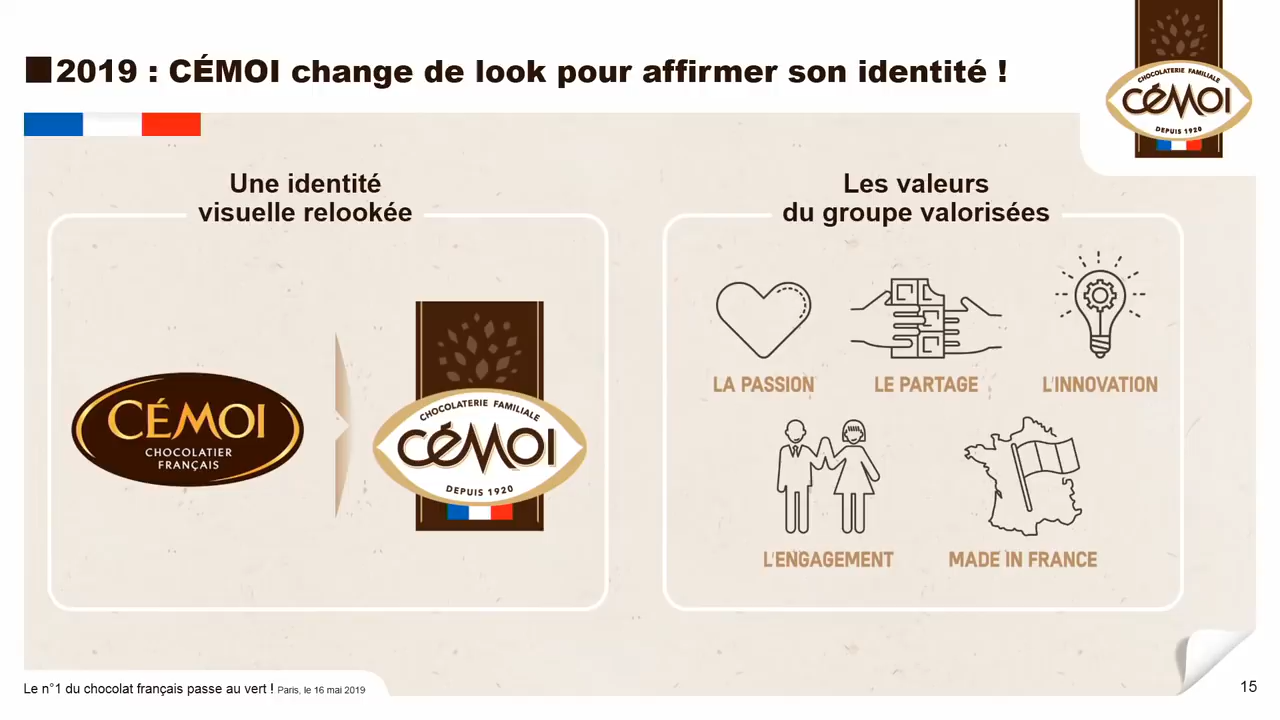 2019 : CÉMOI change de look pour affirmer son identité !
CHOCOLATERIE FAMILIALE
CéMOI
DEPUIS 1920
Une identité
visuelle relookée
CÉMOI
CHOCOLATIER
FRANÇAIS
CHOCOLATERIE FAMILIALE
CéMOI
DEPUIS 1920
Les valeurs
du groupe valorisées
LA PASSION
LE PARTAGE
L'INNOVATION
L'ENGAGEMENT
MADE IN FRANCE
Le n°1 du chocolat français passe au vert ! Paris, le 16 mai 2019
15